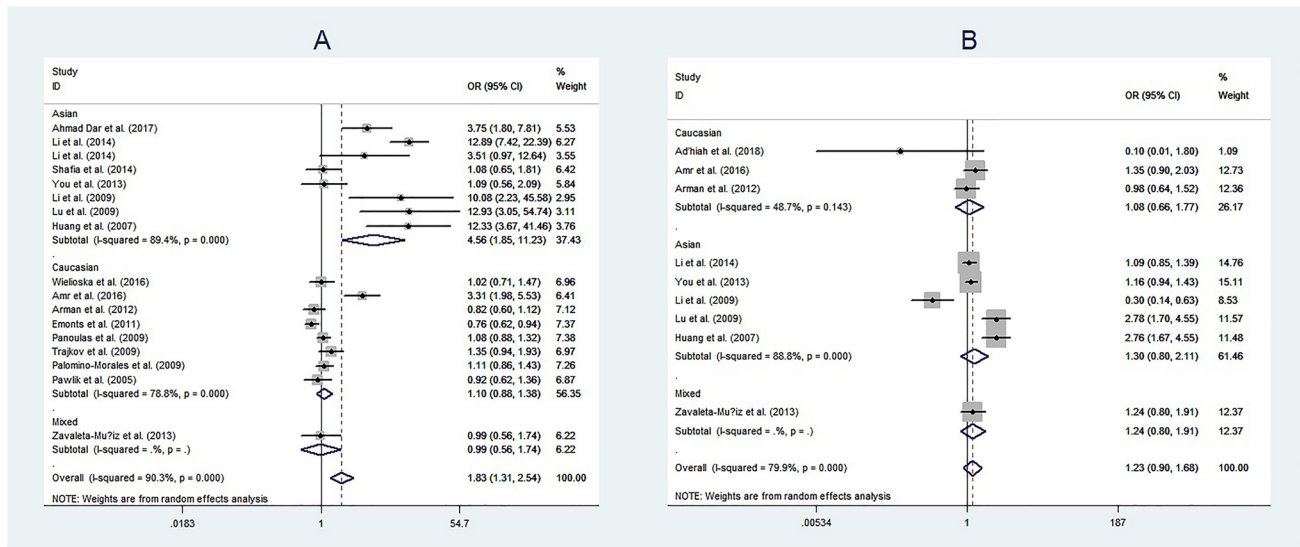 A
Study %
ID OR (95% CI) Weight
Asian
Ahmad Dar et al. (2017) 3.75 (1.80, 7.81) 5.53
Li et al. (2014) 12.89 (7.42, 22.39) 6.27
Li et al. (2014) 3.51 (0.97, 12.64) 3.55
Shafia et al. (2014) 1.08 (0.65, 1.81) 6.42
You et al. (2013) 1.09 (0.56, 2.09) 5.84
Li et al. (2009) 10.08 (2.23, 45.58) 2.95
Lu et al. (2009) 12.93 (3.05, 54.74) 3.11
Huang et al. (2007) 12.33 (3.67, 41.46) 3.76
Subtotal (I-squared = 89.4%, p = 0.000) 4.56 (1.85, 11.23) 37.43
.
Caucasian
Wielioska et al. (2016) 1.02 (0.71, 1.47) 6.96
Amr et al. (2016) 3.31 (1.98, 5.53) 6.41
Arman et al. (2012) 0.82 (0.60, 1.12) 7.12
Emonts et al. (2011) 0.76 (0.62, 0.94) 7.37
Panoulas et al. (2009) 1.08 (0.88, 1.32) 7.38
Trajkov et al. (2009) 1.35 (0.94, 1.93) 6.97
Palomino-Morales et al. (2009) 1.11 (0.86, 1.43) 7.26
Pawlik et al. (2005) 0.92 (0.62, 1.36) 6.87
Subtotal (I-squared = 78.8%, p = 0.000) 1.10 (0.88, 1.38) 56.35
.
Mixed
Zavaleta-Mu?iz et al. (2013) 0.99 (0.56, 1.74) 6.22
Subtotal (I-squared = .%, p = .) 0.99 (0.56, 1.74) 6.22
.
Overall (I-squared = 90.3%, p = 0.000) 1.83 (1.31, 2.54) 100.00
NOTE: Weights are from random effects analysis
.0183 1 54.7
B
Study %
ID OR (95% CI) Weight
Caucasian
Ad'hiah et al. (2018) 0.10 (0.01, 1.80) 1.09
Amr et al. (2016) 1.35 (0.90, 2.03) 12.73
Arman et al. (2012) 0.98 (0.64, 1.52) 12.36
Subtotal (I-squared = 48.7%, p = 0.143) 1.08 (0.66, 1.77) 26.17
.
Asian
Li et al. (2014) 1.09 (0.85, 1.39) 14.76
You et al. (2013) 1.16 (0.94, 1.43) 15.11
Li et al. (2009) 0.30 (0.14, 0.63) 8.53
Lu et al. (2009) 2.78 (1.70, 4.55) 11.57
Huang et al. (2007) 2.76 (1.67, 4.55) 11.48
Subtotal (I-squared = 88.8%, p = 0.000) 1.30 (0.80, 2.11) 61.46
.
Mixed
Zavaleta-Mu?iz et al. (2013) 1.24 (0.80, 1.91) 12.37
Subtotal (I-squared = .%, p = .) 1.24 (0.80, 1.91) 12.37
.
Overall (I-squared = 79.9%, p = 0.000) 1.23 (0.90, 1.68) 100.00
NOTE: Weights are from random effects analysis
.00534 1 187